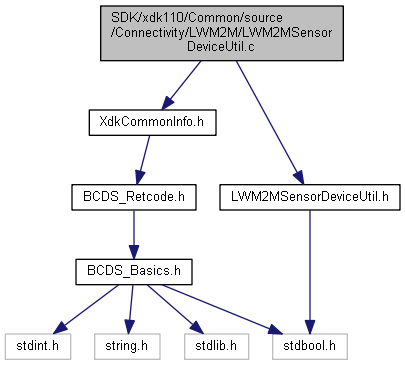 SDK/xdk110/Common/source
/Connectivity/LWM2M/LWM2MSensor
DeviceUtil.c
XdkCommonInfo.h
BCDS_Retcode.h
LWM2MSensorDeviceUtil.h
BCDS_Basics.h
stdint.h
string.h
stdlib.h
stdbool.h